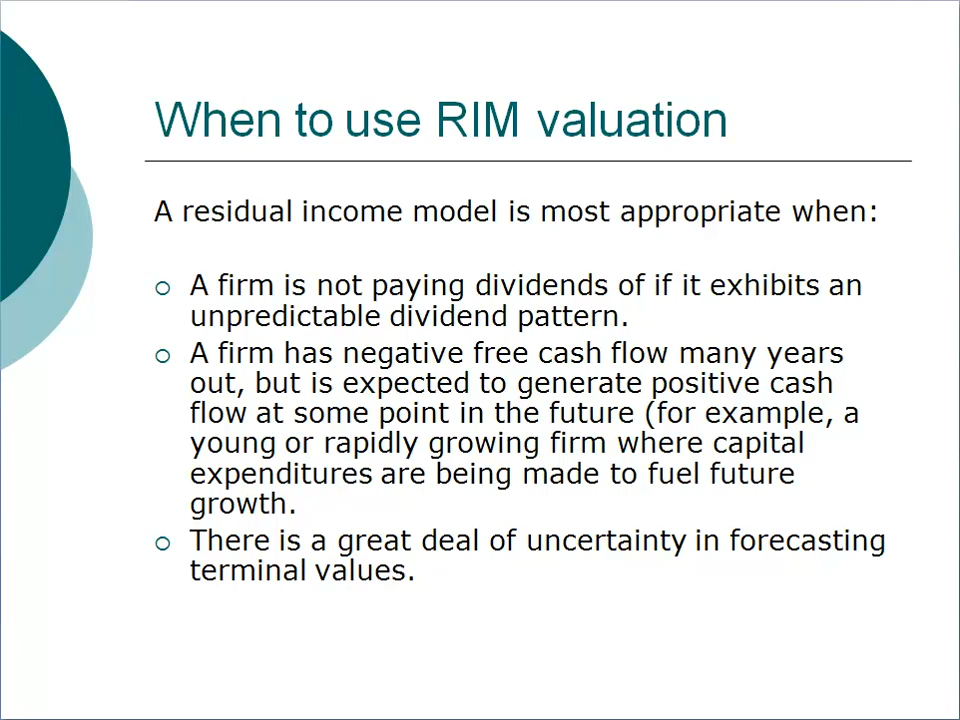 When to use RIM valuation
A residual income model is most appropriate when:
A firm is not paying dividends of if it exhibits an
unpredictable dividend pattern.
A firm has negative free cash flow many years
out, but is expected to generate positive cash
flow at some point in the future (for example, a
young or rapidly growing firm where capital
expenditures are being made to fuel future
growth.
There is a great deal of uncertainty in forecasting
terminal values.